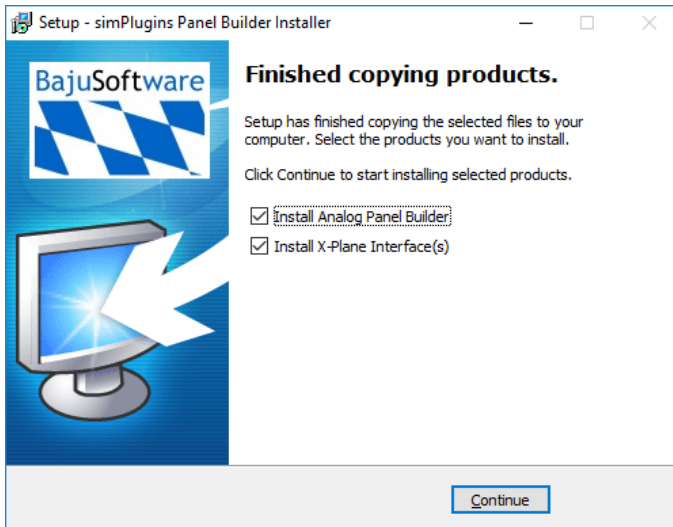 Setup - simPlugins Panel Builder Installer
BajuSoftware
Finished copying products.
Setup has finished copying the selected files to your
computer. Select the products you want to install.
Click Continue to start installing selected products.
Install Analog Panel Builder
Install X-Plane Interface(s)
Continue